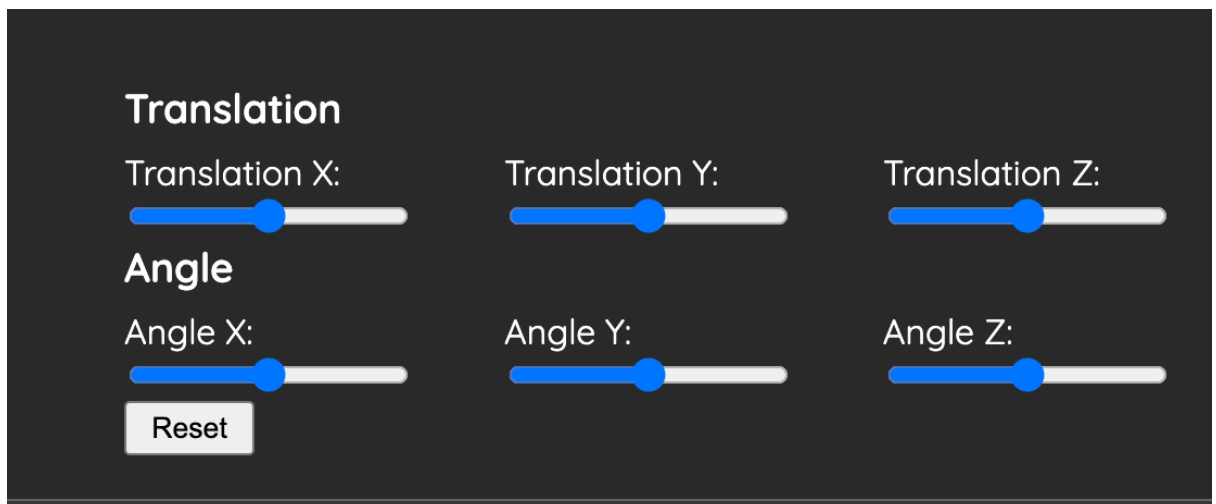 Translation
Translation X: Translation Y: Translation Z:
Angle
Angle X: Angle Y: Angle Z:
Reset